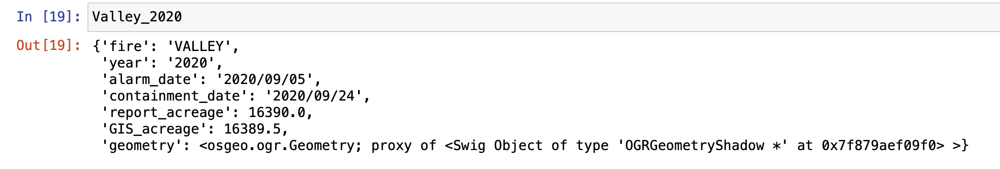 In [19]: Valley_2020
Out[19]: {'fire': 'VALLEY',
'year': '2020',
'alarm_date': '2020/09/05',
'containment_date': '2020/09/24',
'report_acreage': 16390.0,
'GIS_acreage': 16389.5,
'geometry': <osgeo.ogr.Geometry; proxy of <Swig Object of type 'OGRGeometryShadow *' at 0x7f879aef09f0> >}